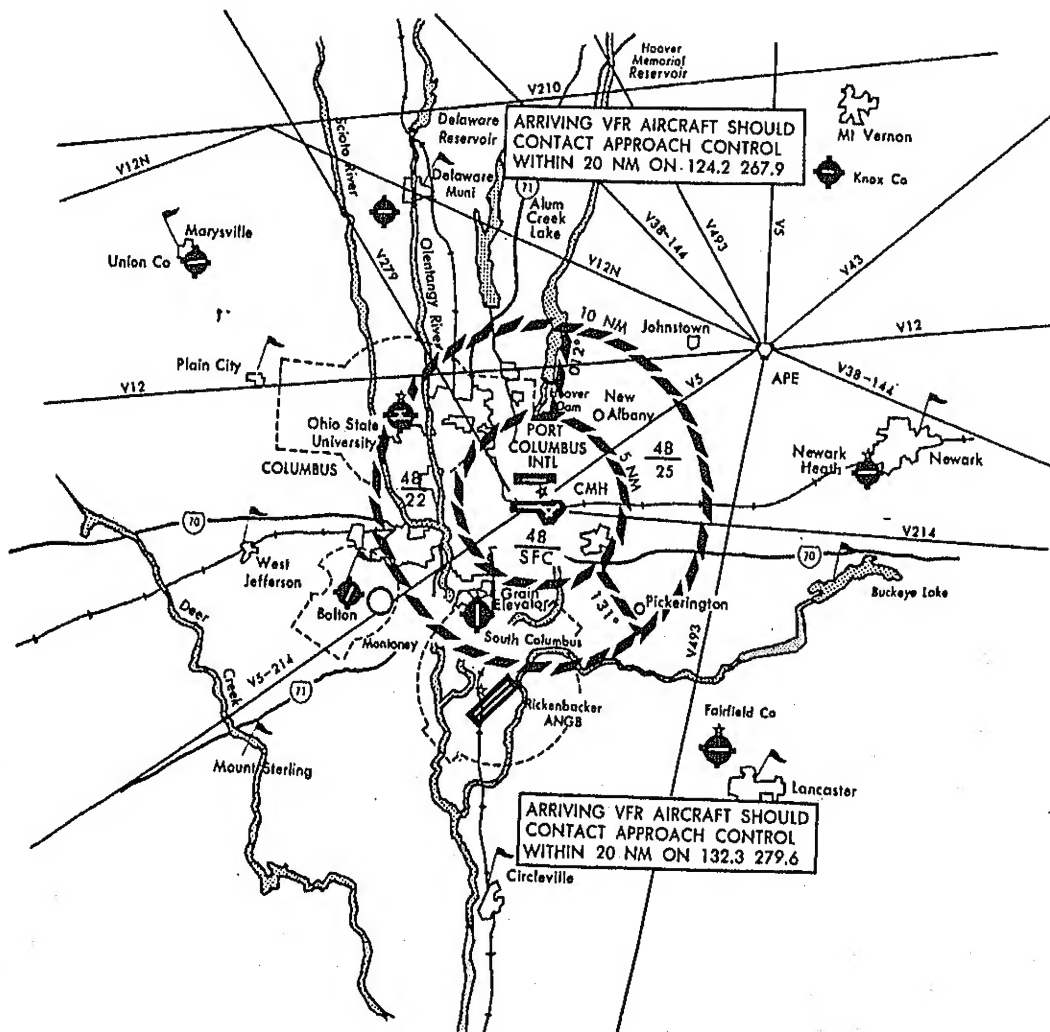 Hoover
Memorial
Reservoir
V210
Delaware
Reservoir
ARRIVING VFR AIRCRAFT SHOULD
CONTACT APPROACH CONTROL
WITHIN 20 NM ON 124.2 267.9
Mt Vernon
Scioto River
V12N
Delaware
Muni
71
Alum
Creek
Lake
Knox Co
Marysville
Union Co
V279
Olentangy River
V38-144
V493
V12N
V5
V43
10 NM
Johnstown
V12
Plain City
V12
012°
APE
V38-144
V5
New
Albany
Ohio State
University
PORT
COLUMBUS
INTL
COLUMBUS
48
22
5 NM
48
25
Newark
Heath
Newark
CMH
70
48
SFC
V214
West
Jefferson
70
Buckeye Lake
Bolton
Grain
Elevator
131°
Pickerington
Deer
Creek
South Columbus
V493
V5-214
71
Rickenbacker
ANGB
Fairfield Co
Mount Sterling
Lancaster
ARRIVING VFR AIRCRAFT SHOULD
CONTACT APPROACH CONTROL
WITHIN 20 NM ON 132.3 279.6
Circleville